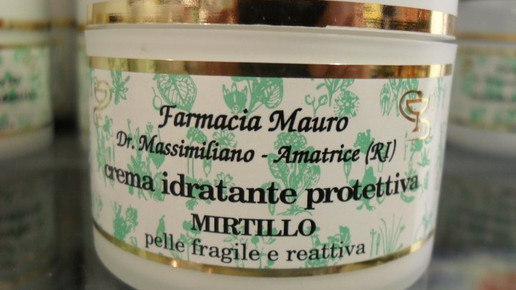 Farmacia Mauro
Dr. Massimiliano - Amatrice (RI)
crema idratante protettiva
MIRTILLO
pelle fragile e reattiva